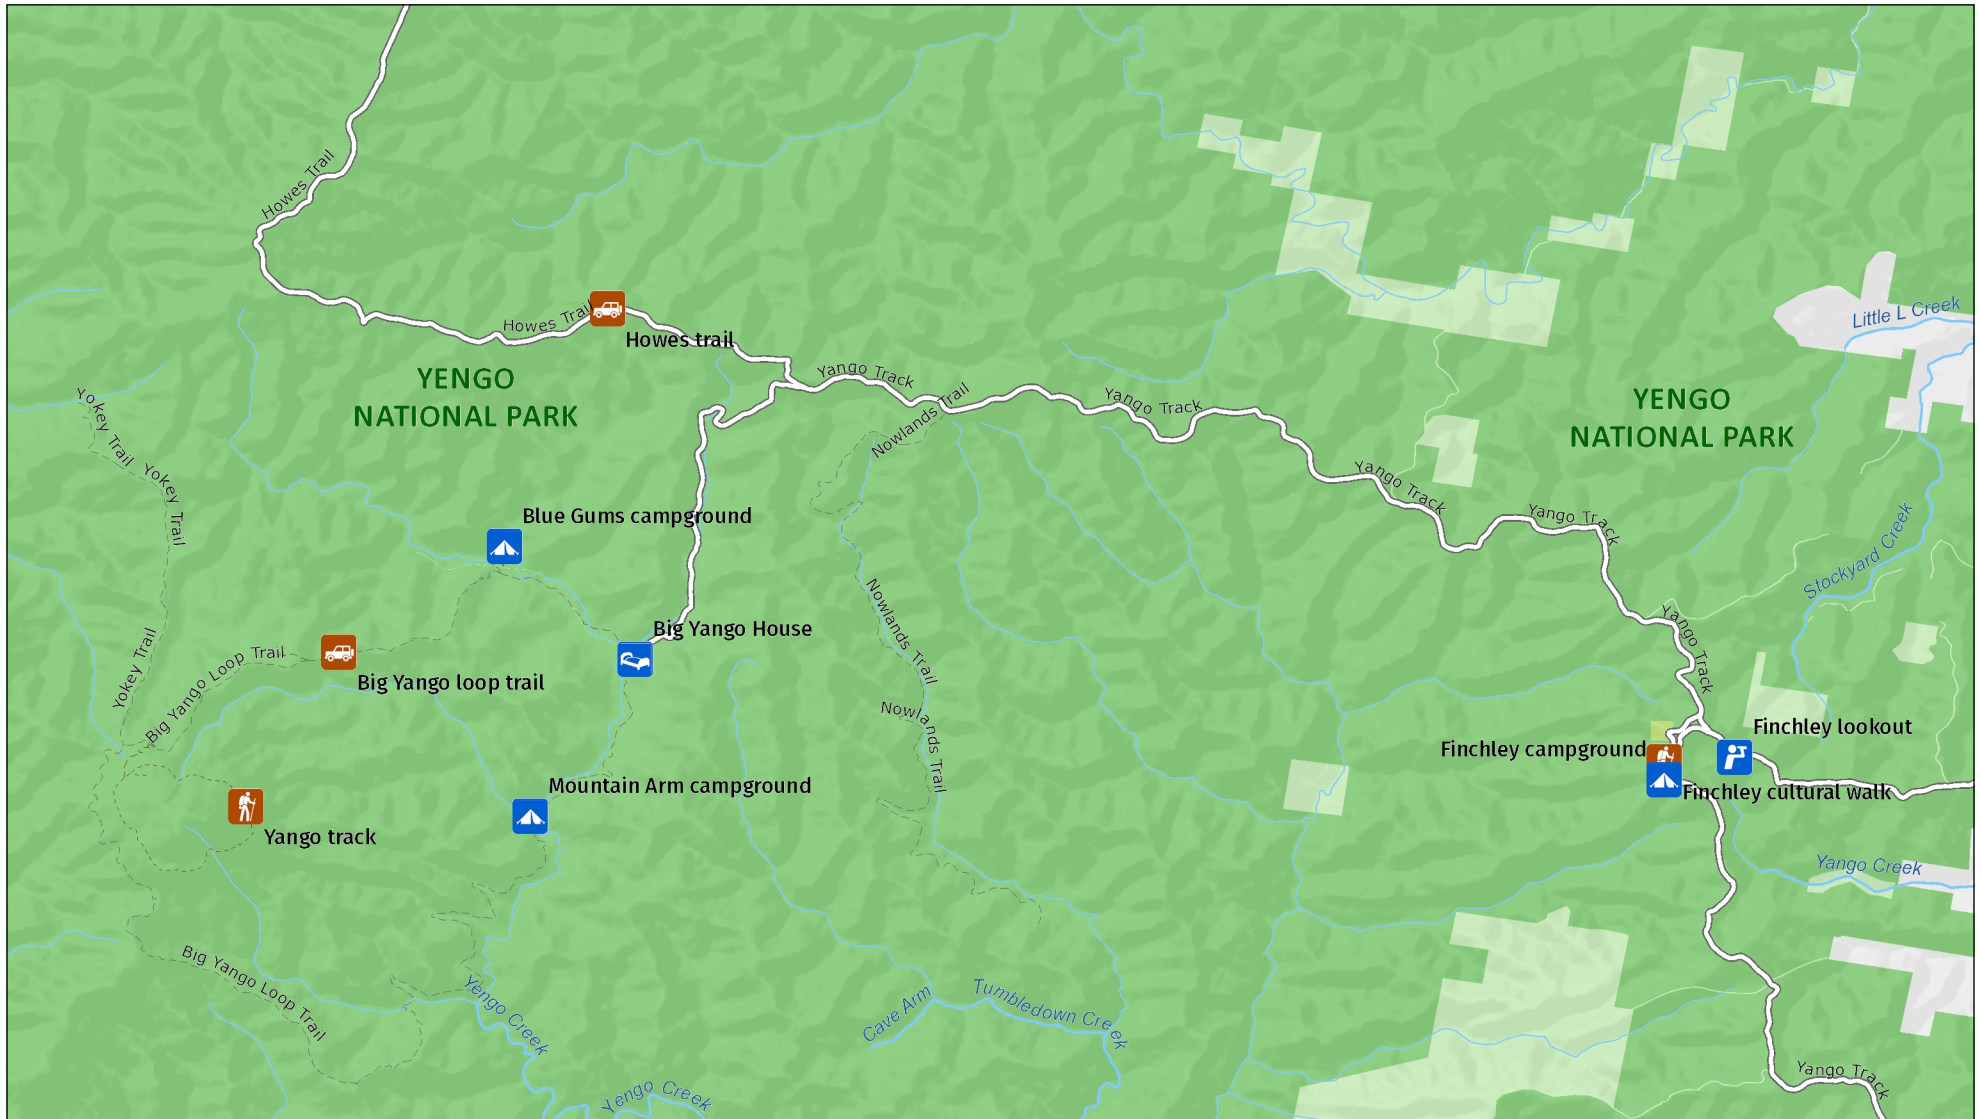 Howes Trail
Little L Creek
Howes Trail
Howes trail
YENGO
NATIONAL PARK
Yango Track
Nowlands Trail
Yango Track
YENGO
NATIONAL PARK
Yokey Trail
Yokey Trail
Yango Track
Yango Track
Blue Gums campground
Stockyard Creek
Nowlands Trail
Big Yango House
Yango Track
Yokey Trail
Big Yango Loop Trail
Big Yango loop trail
Nowlands Trail
Finchley lookout
Finchley campground
Mountain Arm campground
Finchley cultural walk
Yango track
Yango Creek
Big Yango Loop Trail
Yengo Creek
Cave Arm
Tumbledown Creek
Yengo Creek
Yango Track